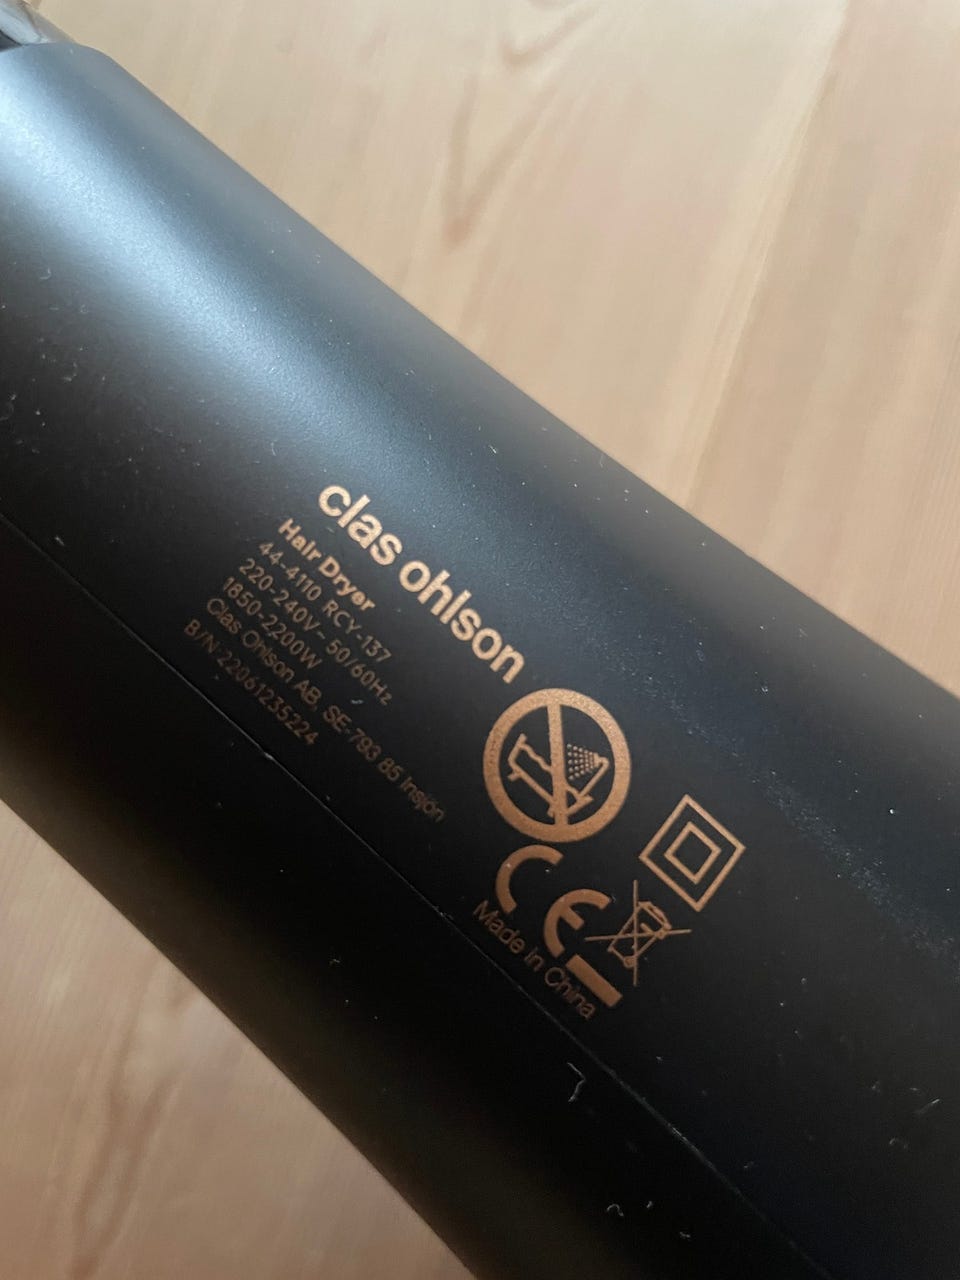 clas ohlson
Hair Dryer
44-4110 RCY-137
220-240V~ 50/60Hz
1850-2200W
Clas Ohlson AB, SE-793 85 Insjön
B/N 22061235224
CE
Made in China